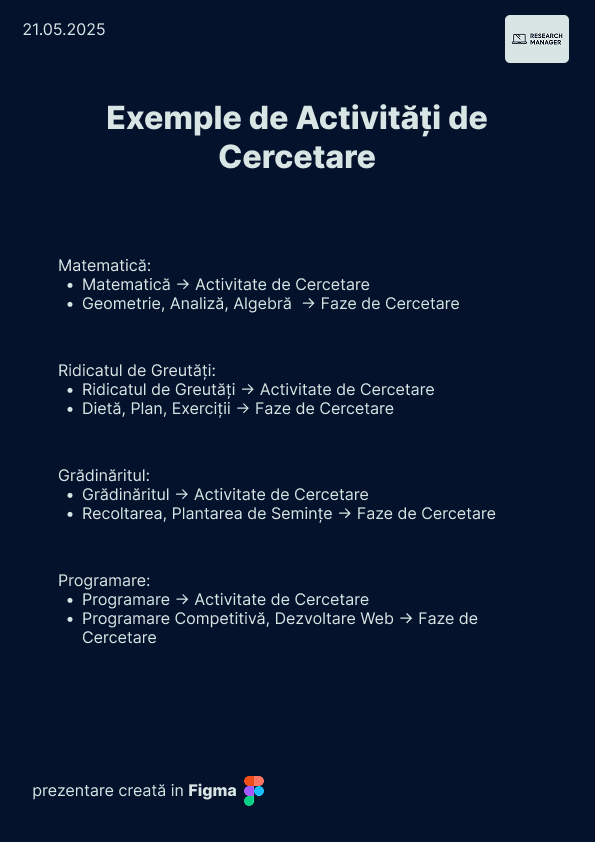 21.05.2025
RESEARCH
MANAGER
Exemple de Activități de
Cercetare
Matematică:
• Matematică → Activitate de Cercetare
• Geometrie, Analiză, Algebră → Faze de Cercetare
Ridicatul de Greutăți:
• Ridicatul de Greutăți → Activitate de Cercetare
• Dietă, Plan, Exerciții → Faze de Cercetare
Grădinăritul:
• Grădinăritul → Activitate de Cercetare
• Recoltarea, Plantarea de Semințe → Faze de Cercetare
Programare:
• Programare → Activitate de Cercetare
• Programare Competitivă, Dezvoltare Web → Faze de
Cercetare
prezentare creată in Figma